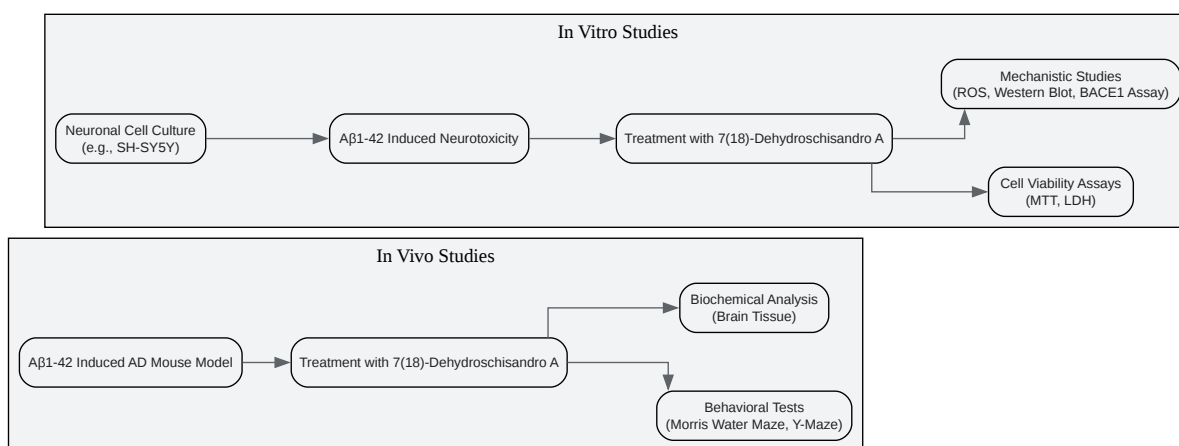 In Vitro Studies
Neuronal Cell Culture
(e.g., SH-SY5Y)
Aβ1-42 Induced Neurotoxicity
Treatment with 7(18)-Dehydroschisandro A
Mechanistic Studies
(ROS, Western Blot, BACE1 Assay)
Cell Viability Assays
(MTT, LDH)
In Vivo Studies
Aβ1-42 Induced AD Mouse Model
Treatment with 7(18)-Dehydroschisandro A
Biochemical Analysis
(Brain Tissue)
Behavioral Tests
(Morris Water Maze, Y-Maze)